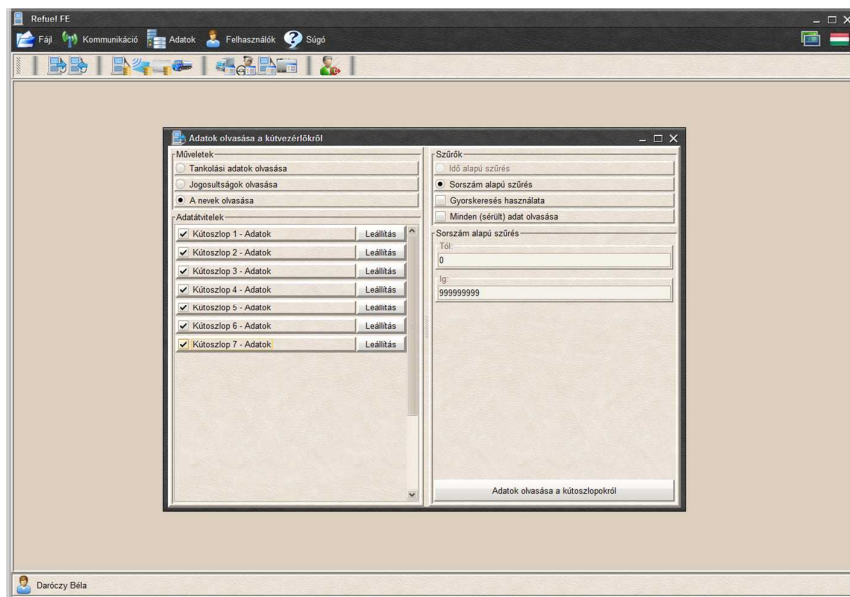 Refuel FE
Fájl Kommunikáció Adatok Felhasználók Súgó
Adatok olvasása a kútvezérlőkről
Műveletek
Tankolási adatok olvasása
Jogosultságok olvasása
A nevek olvasása
Adatátvitelek
Kútoszlop 1 - Adatok Leállítás
Kútoszlop 2 - Adatok Leállítás
Kútoszlop 3 - Adatok Leállítás
Kútoszlop 4 - Adatok Leállítás
Kútoszlop 5 - Adatok Leállítás
Kútoszlop 6 - Adatok Leállítás
Kútoszlop 7 - Adatok Leállítás
Szűrők
Idő alapú szűrés
Sorszám alapú szűrés
Gyorskeresés használata
Minden (sérült) adat olvasása
Sorszám alapú szűrés
Tól:
0
Ig:
999999999
Adatok olvasása a kútoszlopokról
Daróczy Béla